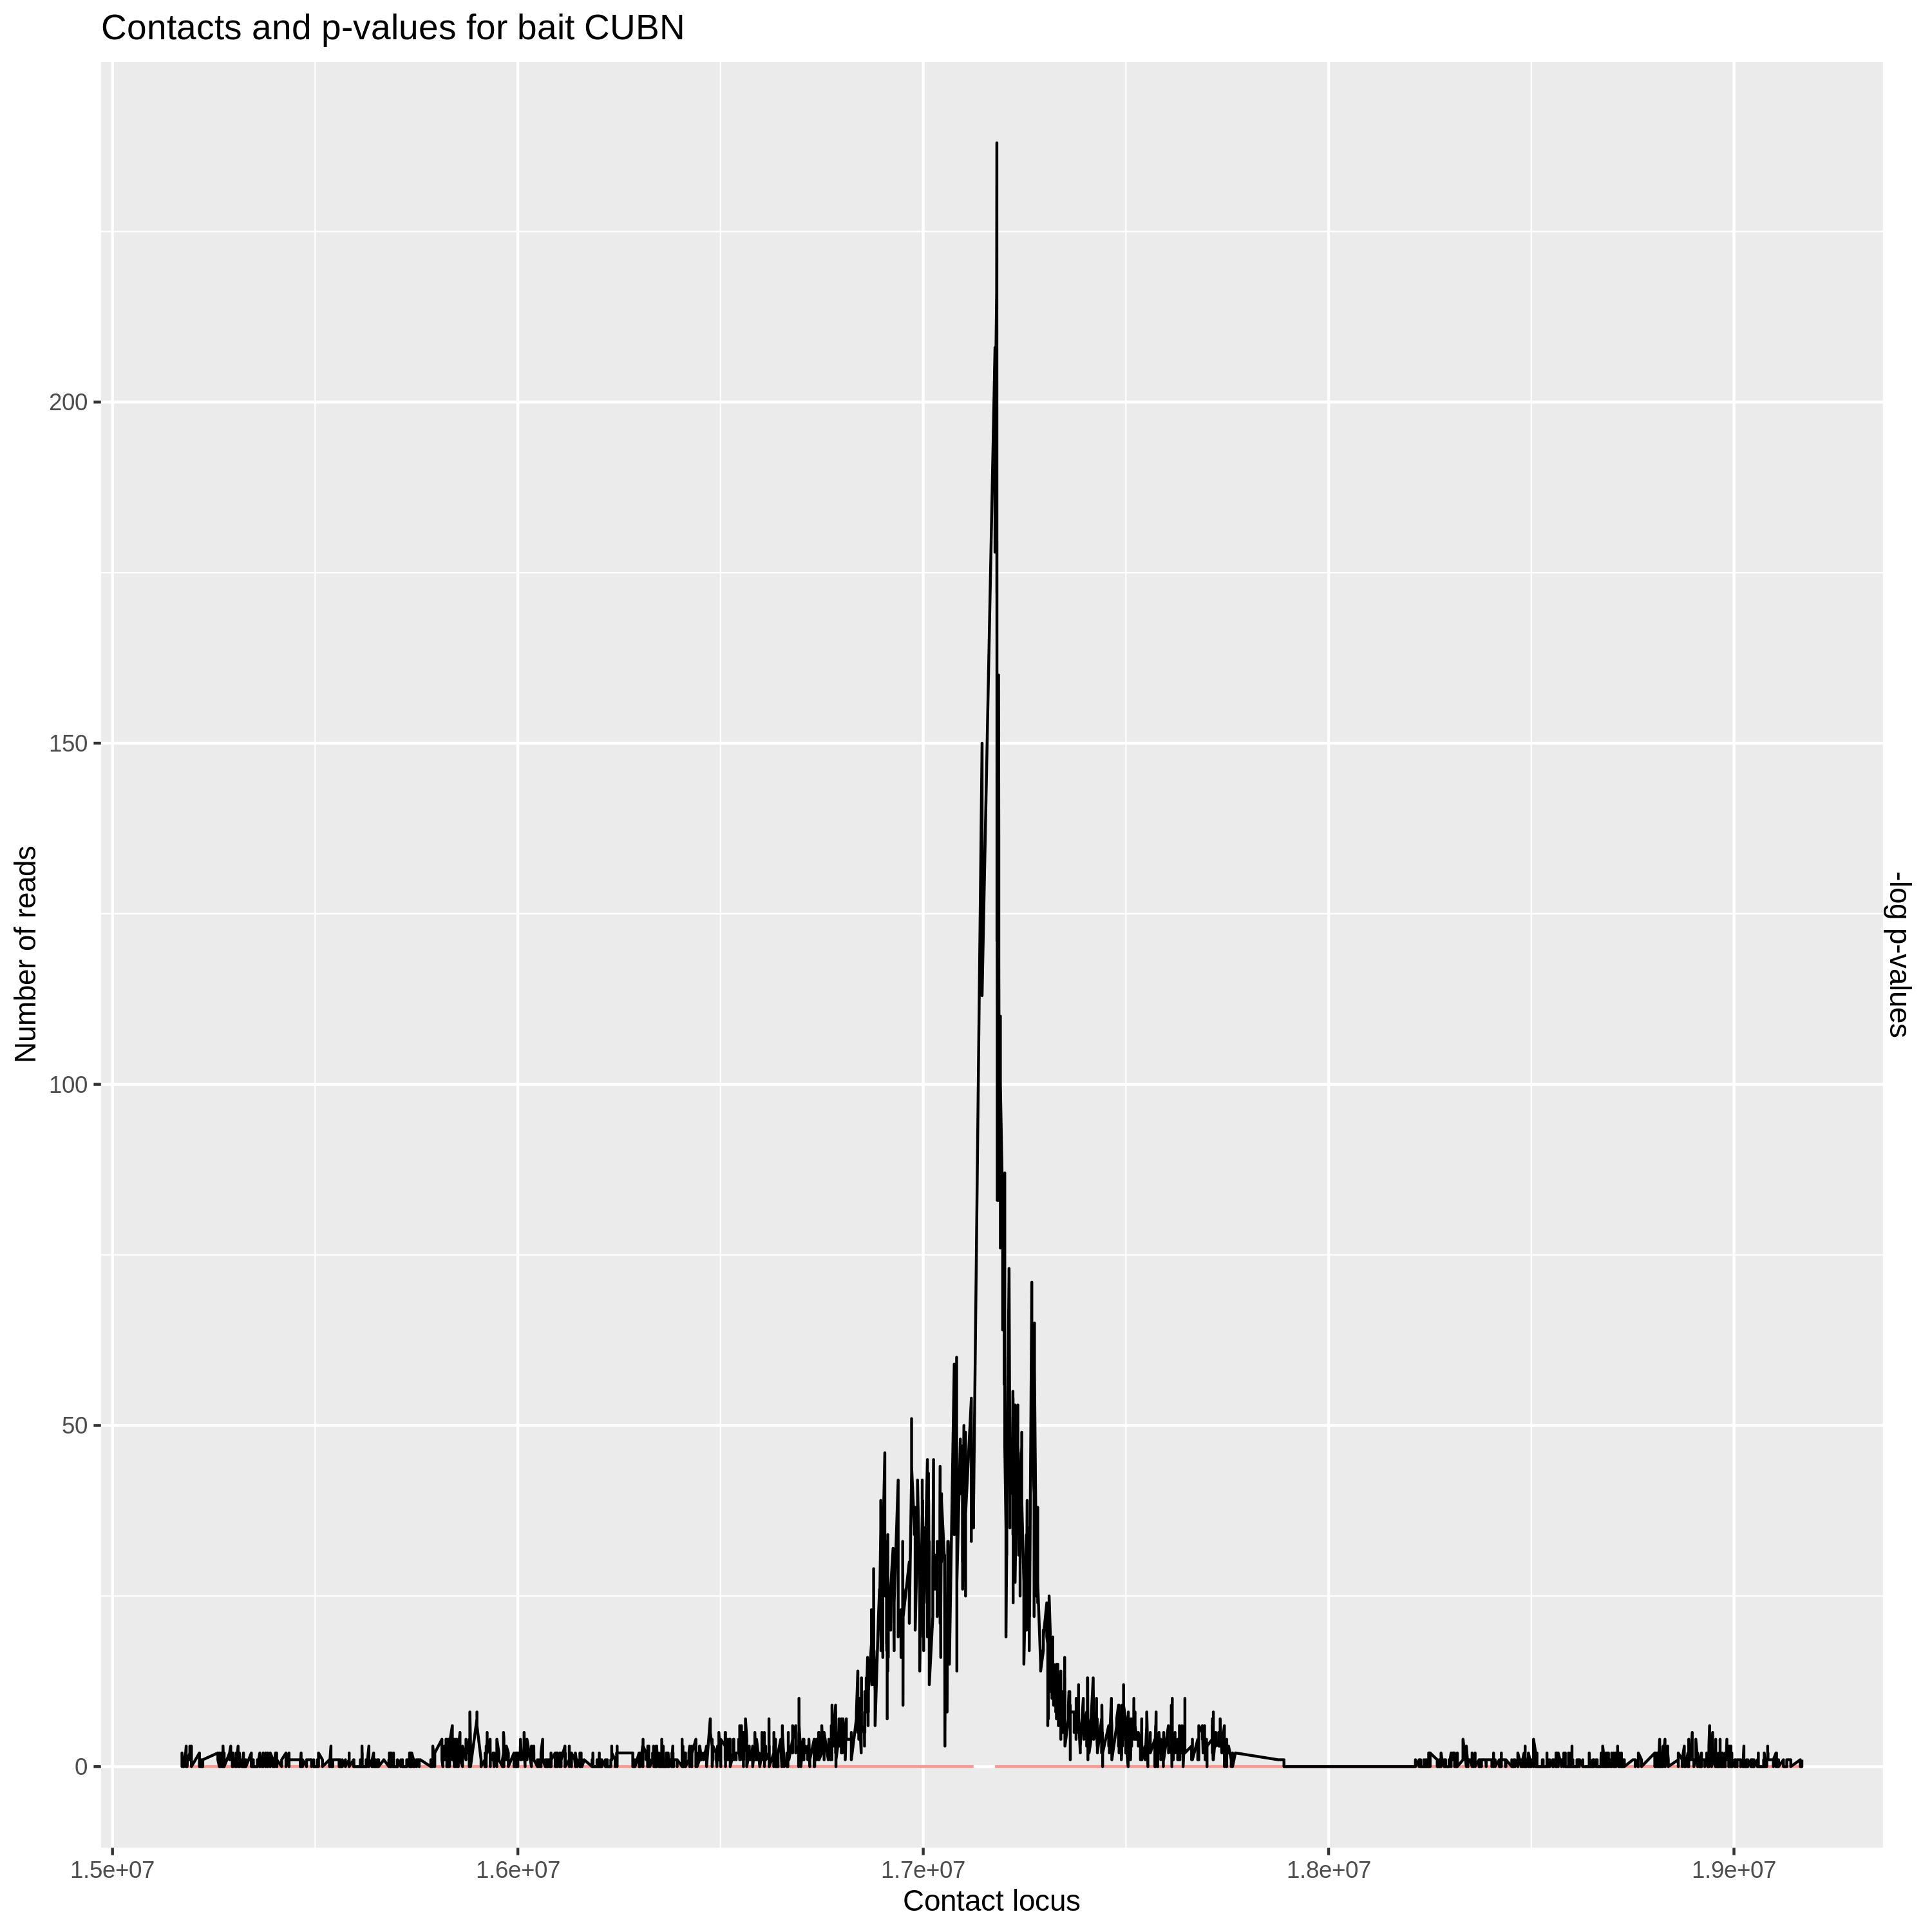 Contacts and p-values for bait CUBN
Number of reads
200
150
100
50
0
-log p-values
1.5e+07 1.6e+07 1.7e+07 1.8e+07 1.9e+07
Contact locus